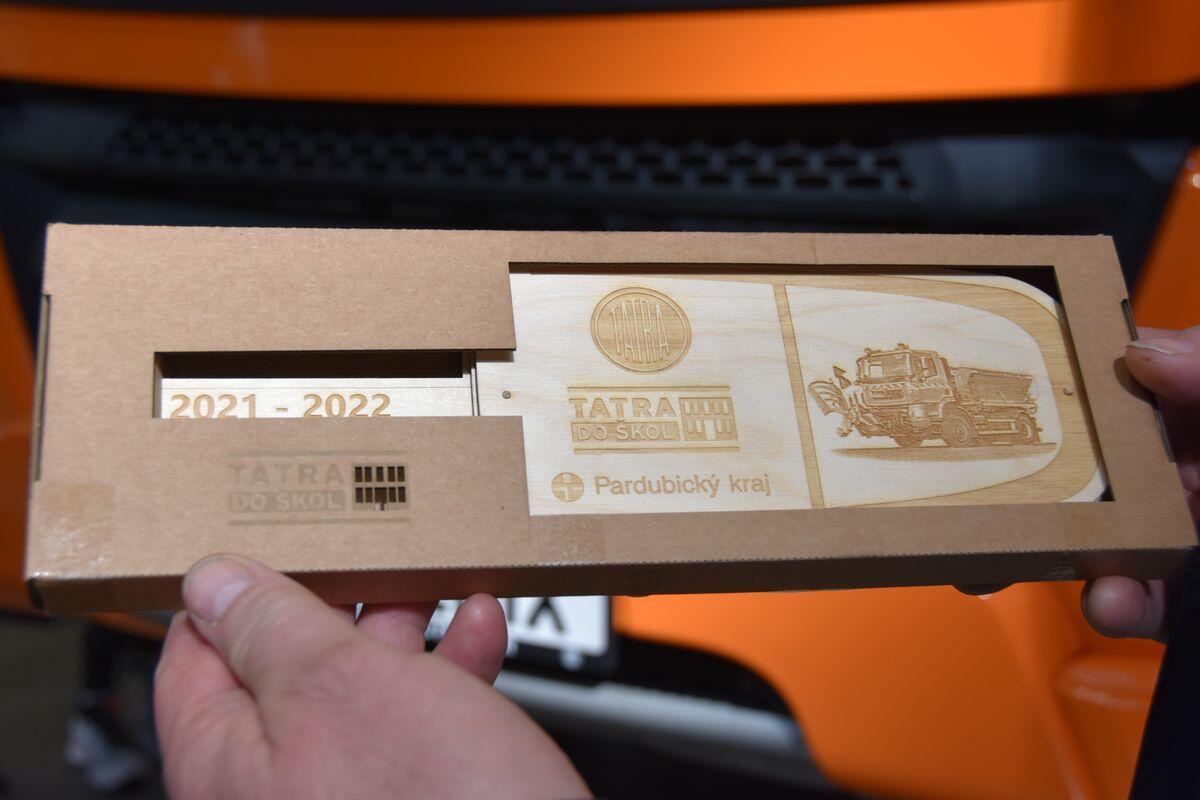 TATRA
TATRA
DO ŠKOL
Pardubický kraj
2021 - 2022
TATRA
DO ŠKOL